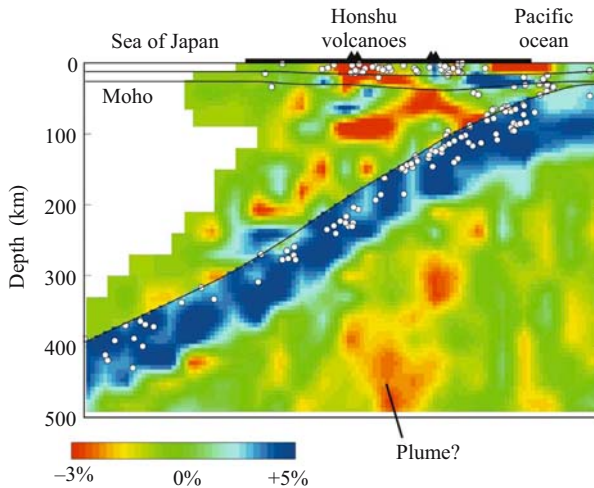 Sea of Japan
Honshu
volcanoes
Pacific
ocean
Moho
Depth (km)
0
100
200
300
400
500
Plume?
−3%
0%
+5%